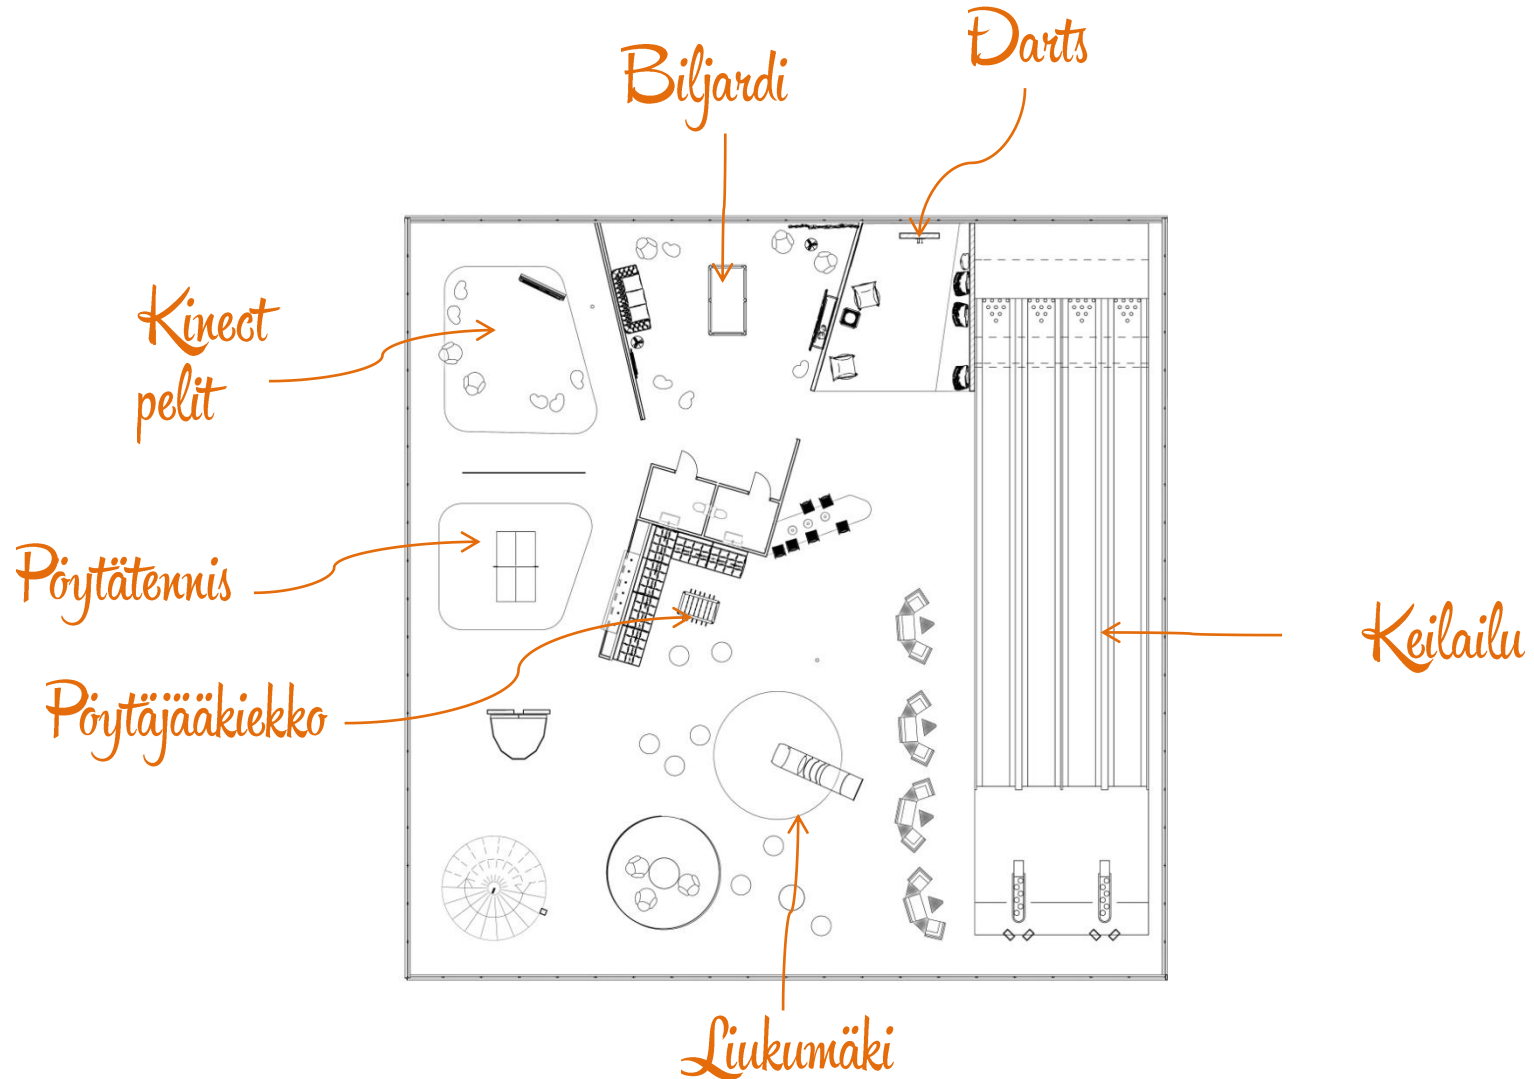 Darts
Biljardi
Kinect
pelit
Pöytätennis
Keilailu
Pöytäjääkiekko
Liukumäki